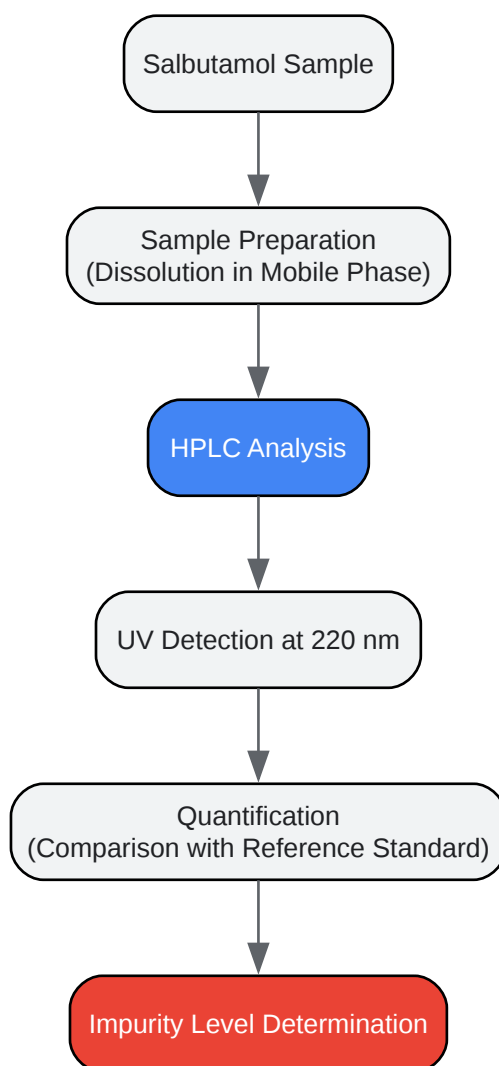 Salbutamol Sample
Sample Preparation
(Dissolution in Mobile Phase)
HPLC Analysis
UV Detection at 220 nm
Quantification
(Comparison with Reference Standard)
Impurity Level Determination